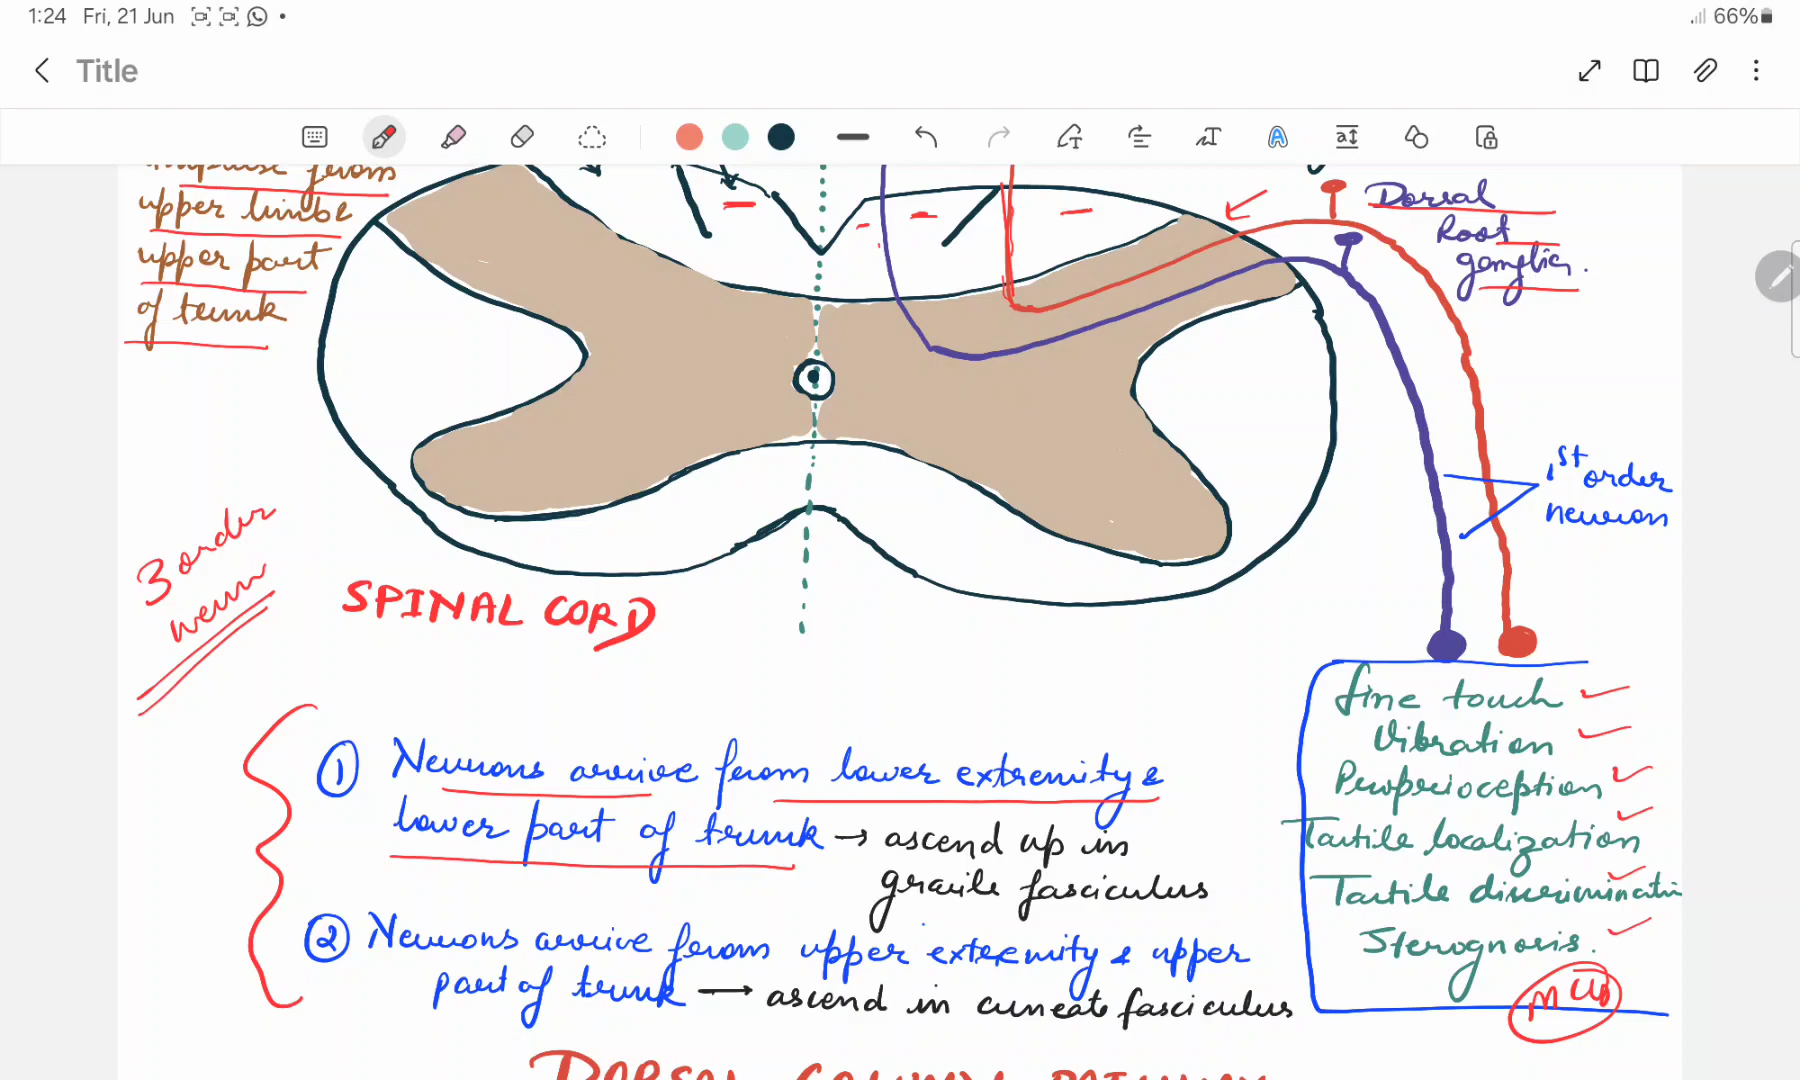 1:24 Fri, 21 Jun
66%
Title
upper limb &
upper part
of trunk
Dorsal
Root
ganglia.
1st order
neuron
3 order
SPINAL CORD
① Neurons arrive from lower extremity &
lower part of trunk → ascend up in
gracile fasciculus
② Neurons arrive from upper extremity & upper
part of trunk → ascend in cuneate fasciculus
fine touch
Vibration
Proprioception
Tactile localization
Tactile discrimination
Sterognosis.